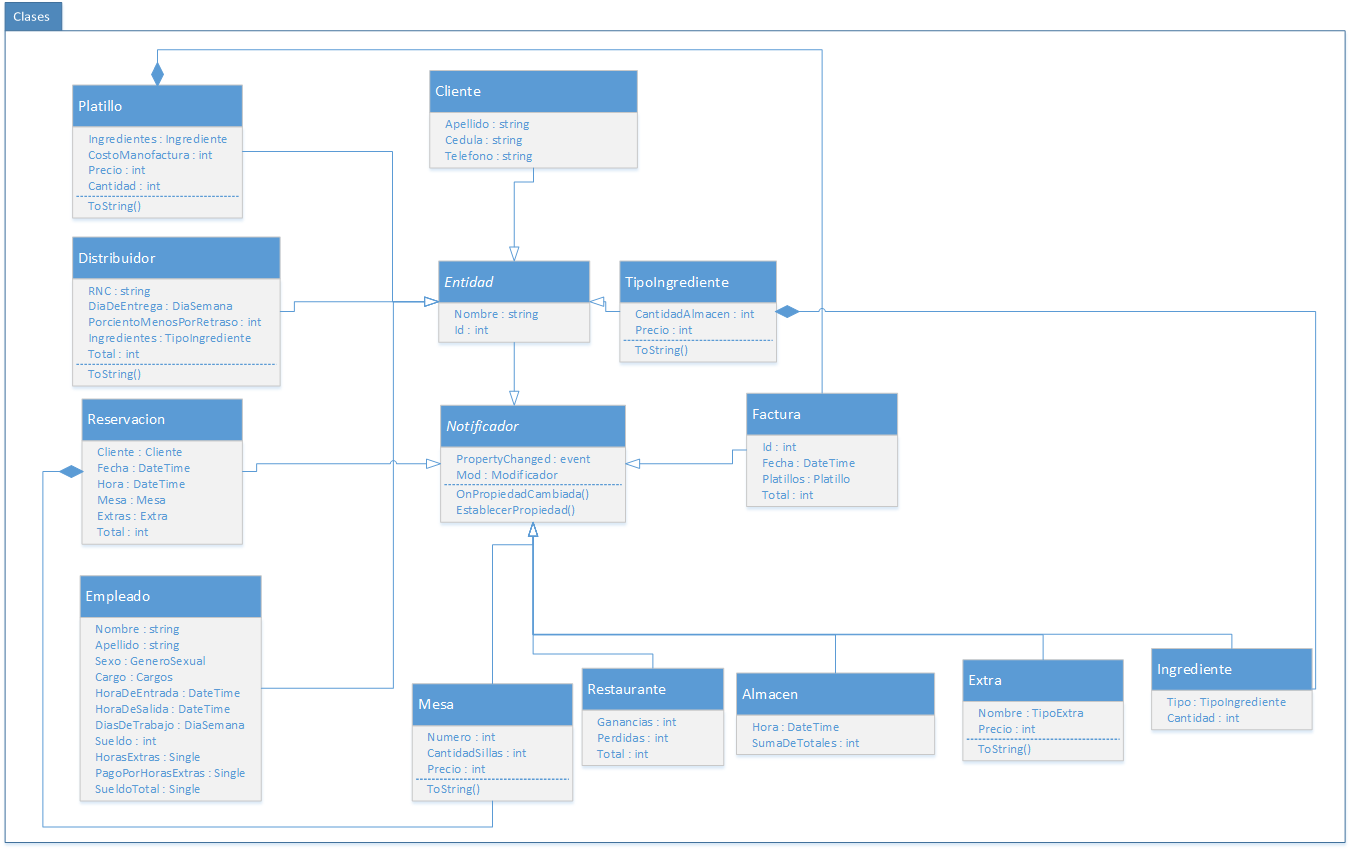 Clases
Platillo
Ingredientes : Ingrediente
CostoManofactura : int
Precio : int
Cantidad : int
ToString()
Cliente
Apellido : string
Cedula : string
Telefono : string
Distribuidor
RNC : string
DiaDeEntrega : DiaSemana
PorcientoMenosPorRetraso : int
Ingredientes : TipoIngrediente
Total : int
ToString()
Entidad
Nombre : string
Id : int
TipoIngrediente
CantidadAlmacen : int
Precio : int
ToString()
Reservacion
Cliente : Cliente
Fecha : DateTime
Hora : DateTime
Mesa : Mesa
Extras : Extra
Total : int
Notificador
PropertyChanged : event
Mod : Modificador
OnPropiedadCambiada()
EstablecerPropiedad()
Factura
Id : int
Fecha : DateTime
Platillos : Platillo
Total : int
Empleado
Nombre : string
Apellido : string
Sexo : GeneroSexual
Cargo : Cargos
HoraDeEntrada : DateTime
HoraDeSalida : DateTime
DiasDeTrabajo : DiaSemana
Sueldo : int
HorasExtras : Single
PagoPorHorasExtras : Single
SueldoTotal : Single
Mesa
Numero : int
CantidadSillas : int
Precio : int
ToString()
Restaurante
Ganancias : int
Perdidas : int
Total : int
Almacen
Hora : DateTime
SumaDeTotales : int
Extra
Nombre : TipoExtra
Precio : int
ToString()
Ingrediente
Tipo : TipoIngrediente
Cantidad : int